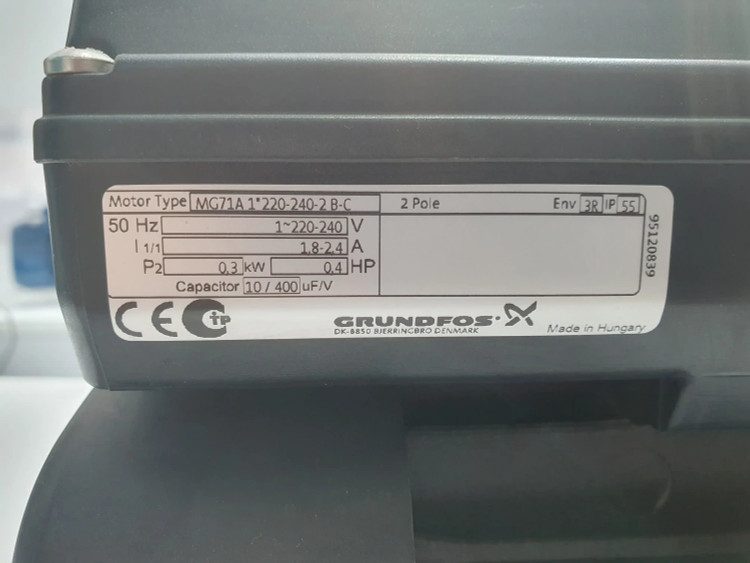 Motor Type MG71A 1*220-240-2 B-C 2 Pole Env 3R IP 55
50 Hz 1~220-240 V
I 1/1 1,8-2,4 A
P2 0,3 kW 0,4 HP
Capacitor 10 / 400 uF/V
95120839
CE TP GRUNDFOS
DK-8850 BJERRINGBRO DENMARK
Made in Hungary